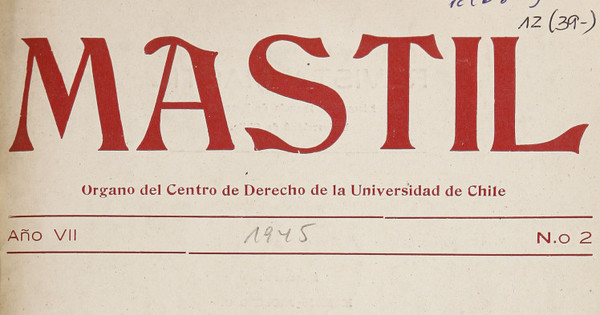 12 (39-)
MASTIL
Organo del Centro de Derecho de la Universidad de Chile
Año VII 1945 N.o 2